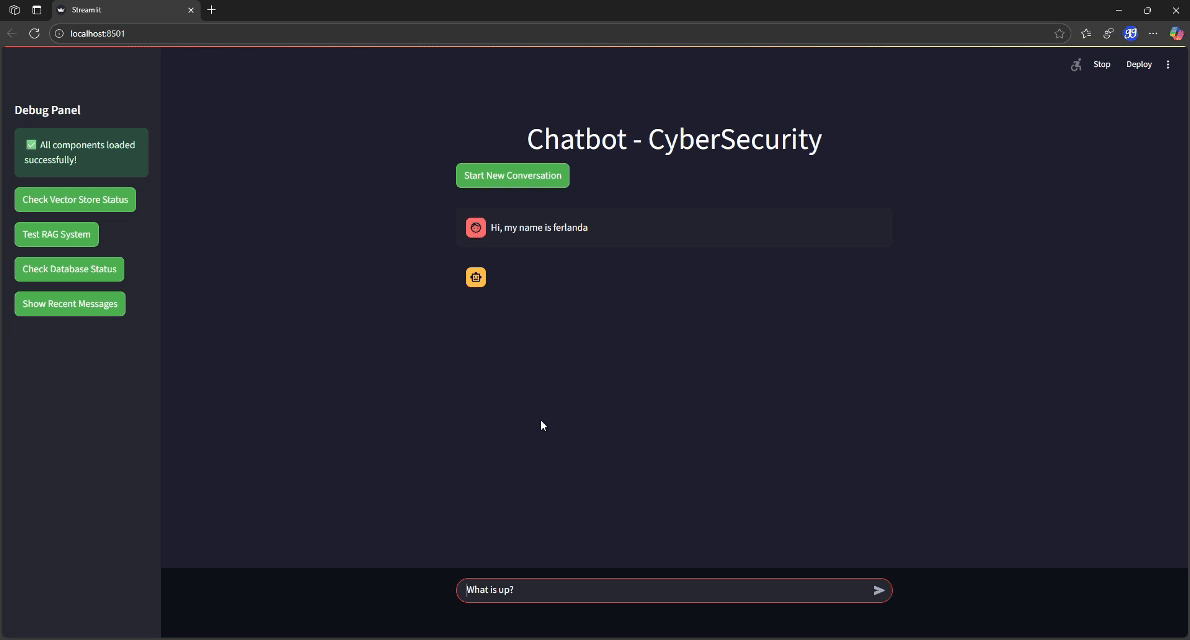 Streamlit
localhost:8501
Stop
Deploy
Debug Panel
✅ All components loaded
successfully!
Check Vector Store Status
Test RAG System
Check Database Status
Show Recent Messages
Chatbot - CyberSecurity
Start New Conversation
Hi, my name is ferlanda
What is up?